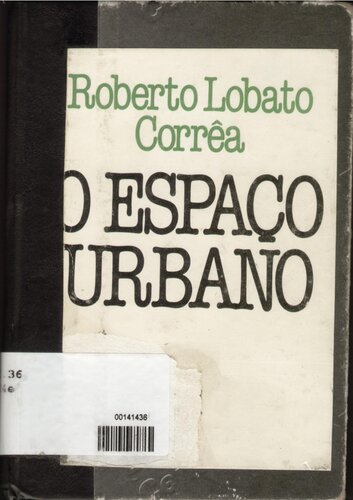 Roberto Lobato
Corrêa
O ESPAÇO
URBANO
36
00141436